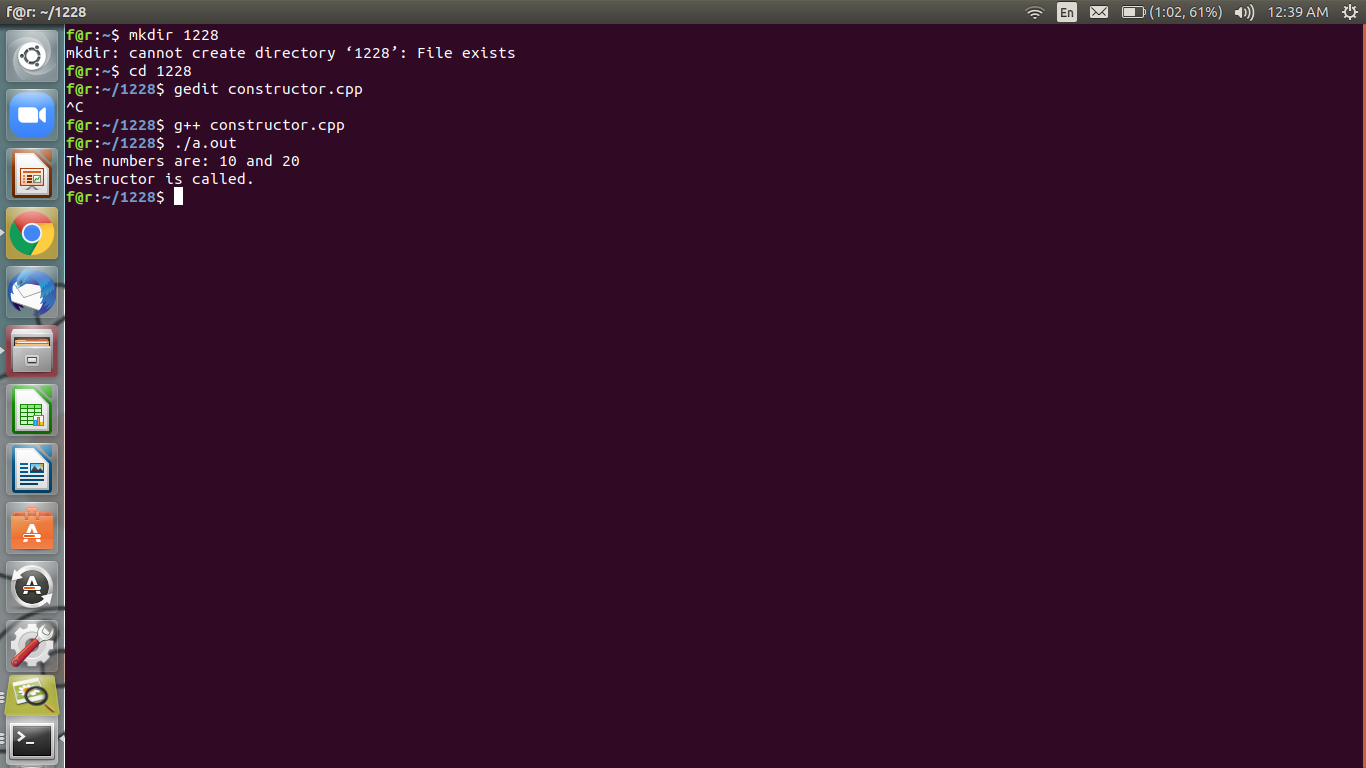 f@r: ~/1228
En
(1:02, 61%)
12:39 AM
f@r:~$ mkdir 1228
mkdir: cannot create directory ‘1228’: File exists
f@r:~$ cd 1228
f@r:~/1228$ gedit constructor.cpp
^C
f@r:~/1228$ g++ constructor.cpp
f@r:~/1228$ ./a.out
The numbers are: 10 and 20
Destructor is called.
f@r:~/1228$